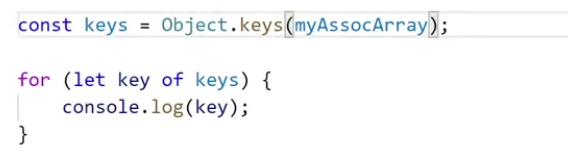 const keys = Object.keys(myAssocArray);
for (let key of keys) {
    console.log(key);
}